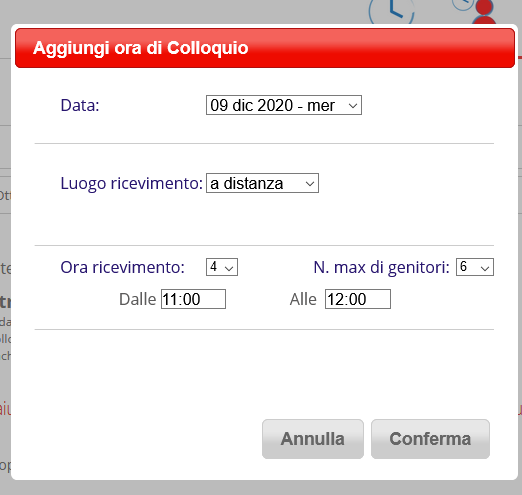 Aggiungi ora di Colloquio
Data: 09 dic 2020 - mer
Luogo ricevimento: a distanza
Ora ricevimento: 4 N. max di genitori: 6
Dalle 11:00 Alle 12:00
Annulla Conferma